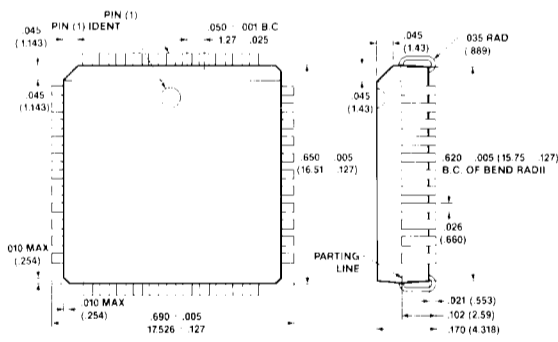 PIN (1)
PIN (1) IDENT
.045
(1.143)
.050 .001 B.C
1.27 .025
.045
(1.143)
.650 .005
(16.51 .127)
.010 MAX
(.254)
.010 MAX
(.254)
.690 .005
17.526 .127
.045
(1.43)
.035 RAD
(.889)
.045
(1.43)
.620 .005 (15.75 .127)
B.C. OF BEND RADII
.026
(.660)
PARTING
LINE
.021 (.553)
.102 (2.59)
.170 (4.318)